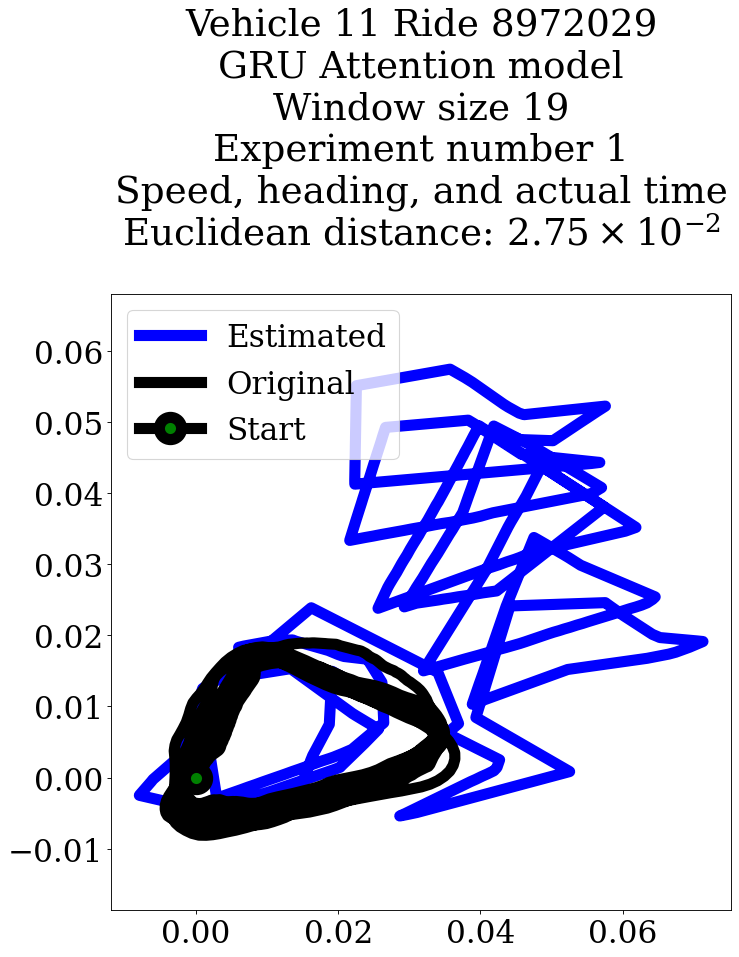 Vehicle 11 Ride 8972029
GRU Attention model
Window size 19
Experiment number 1
Speed, heading, and actual time
Euclidean distance: 2.75 × 10⁻²
Estimated
Original
Start
0.06
0.05
0.04
0.03
0.02
0.01
0.00
−0.01
0.00 0.02 0.04 0.06